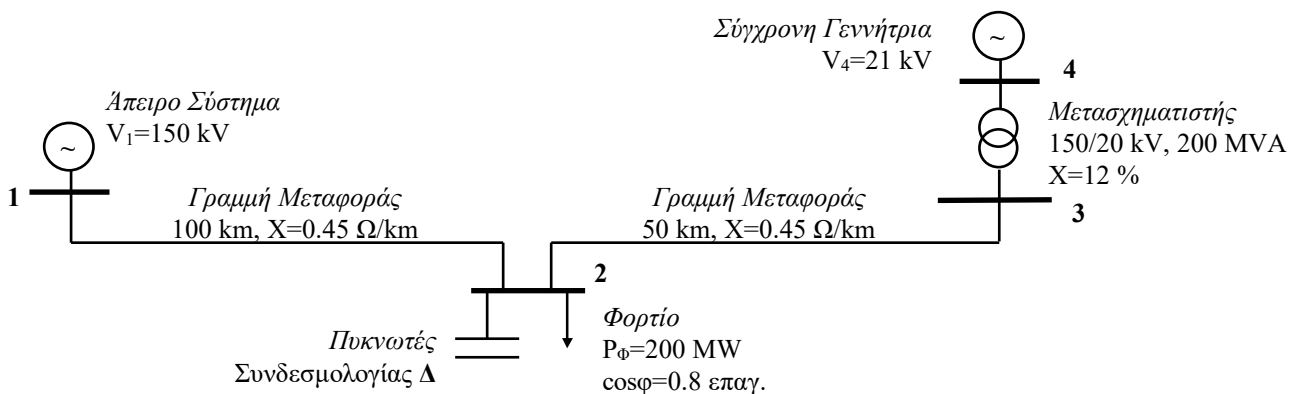 Σύγχρονη Γεννήτρια
V₄=21 kV
~
4
Άπειρο Σύστημα
V₁=150 kV
~
Μετασχηματιστής
150/20 kV, 200 MVA
X=12 %
1
Γραμμή Μεταφοράς
100 km, X=0.45 Ω/km
Γραμμή Μεταφοράς
50 km, X=0.45 Ω/km
3
2
Πυκνωτές
Συνδεσμολογίας Δ
Φορτίο
P_Φ=200 MW
cosφ=0.8 επαγ.